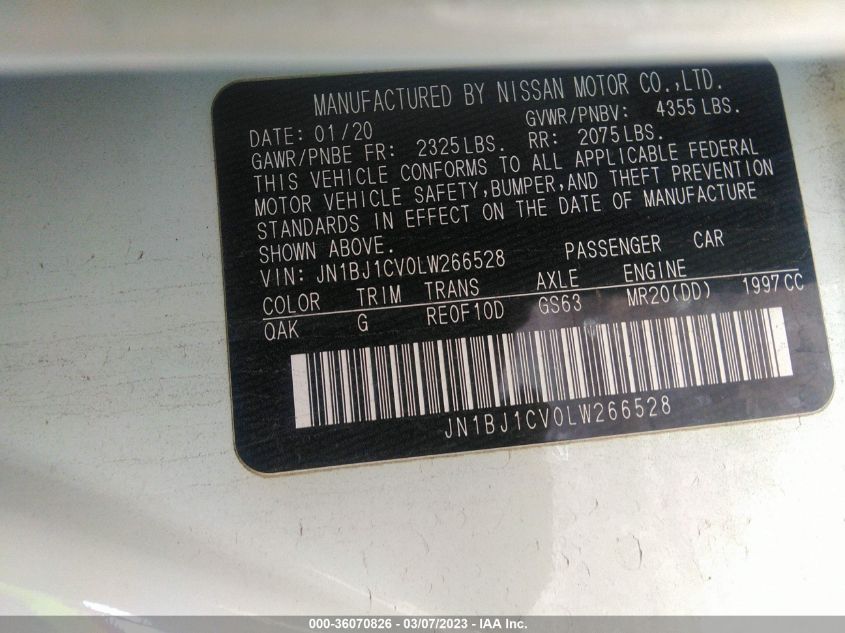 MANUFACTURED BY NISSAN MOTOR CO.,LTD.
DATE: 01/20 GVWR/PNBV: 4355 LBS.
GAWR/PNBE FR: 2325 LBS. RR: 2075 LBS.
THIS VEHICLE CONFORMS TO ALL APPLICABLE FEDERAL
MOTOR VEHICLE SAFETY, BUMPER, AND THEFT PREVENTION
STANDARDS IN EFFECT ON THE DATE OF MANUFACTURE
SHOWN ABOVE.
VIN: JN1BJ1CV0LW266528 PASSENGER CAR
COLOR TRIM TRANS AXLE ENGINE
QAK G RE0F10D GS63 MR20(DD) 1997 CC
JN1BJ1CV0LW266528
000-36070826 - 03/07/2023 - IAA Inc.